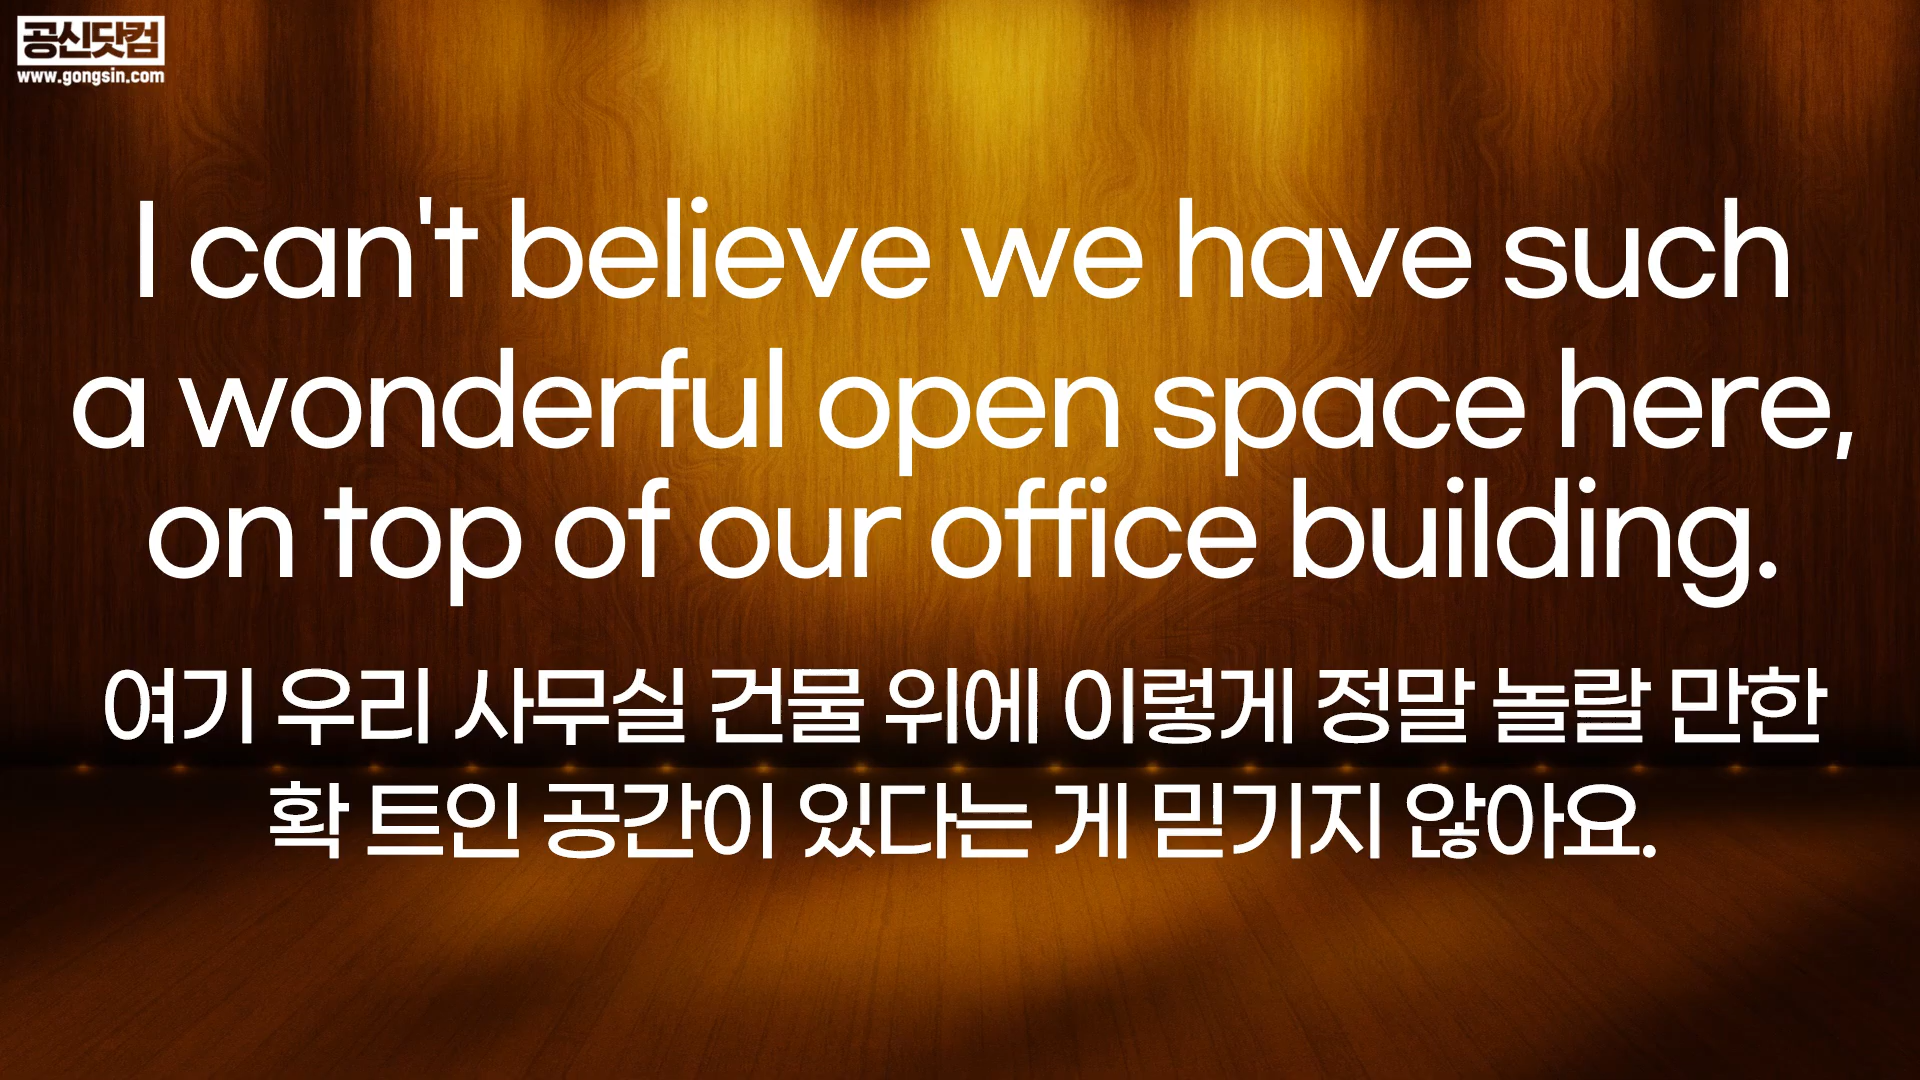 공신닷컴
www.gongsin.com
I can't believe we have such
a wonderful open space here,
on top of our office building.
여기 우리 사무실 건물 위에 이렇게 정말 놀랄 만한
확 트인 공간이 있다는 게 믿기지 않아요.